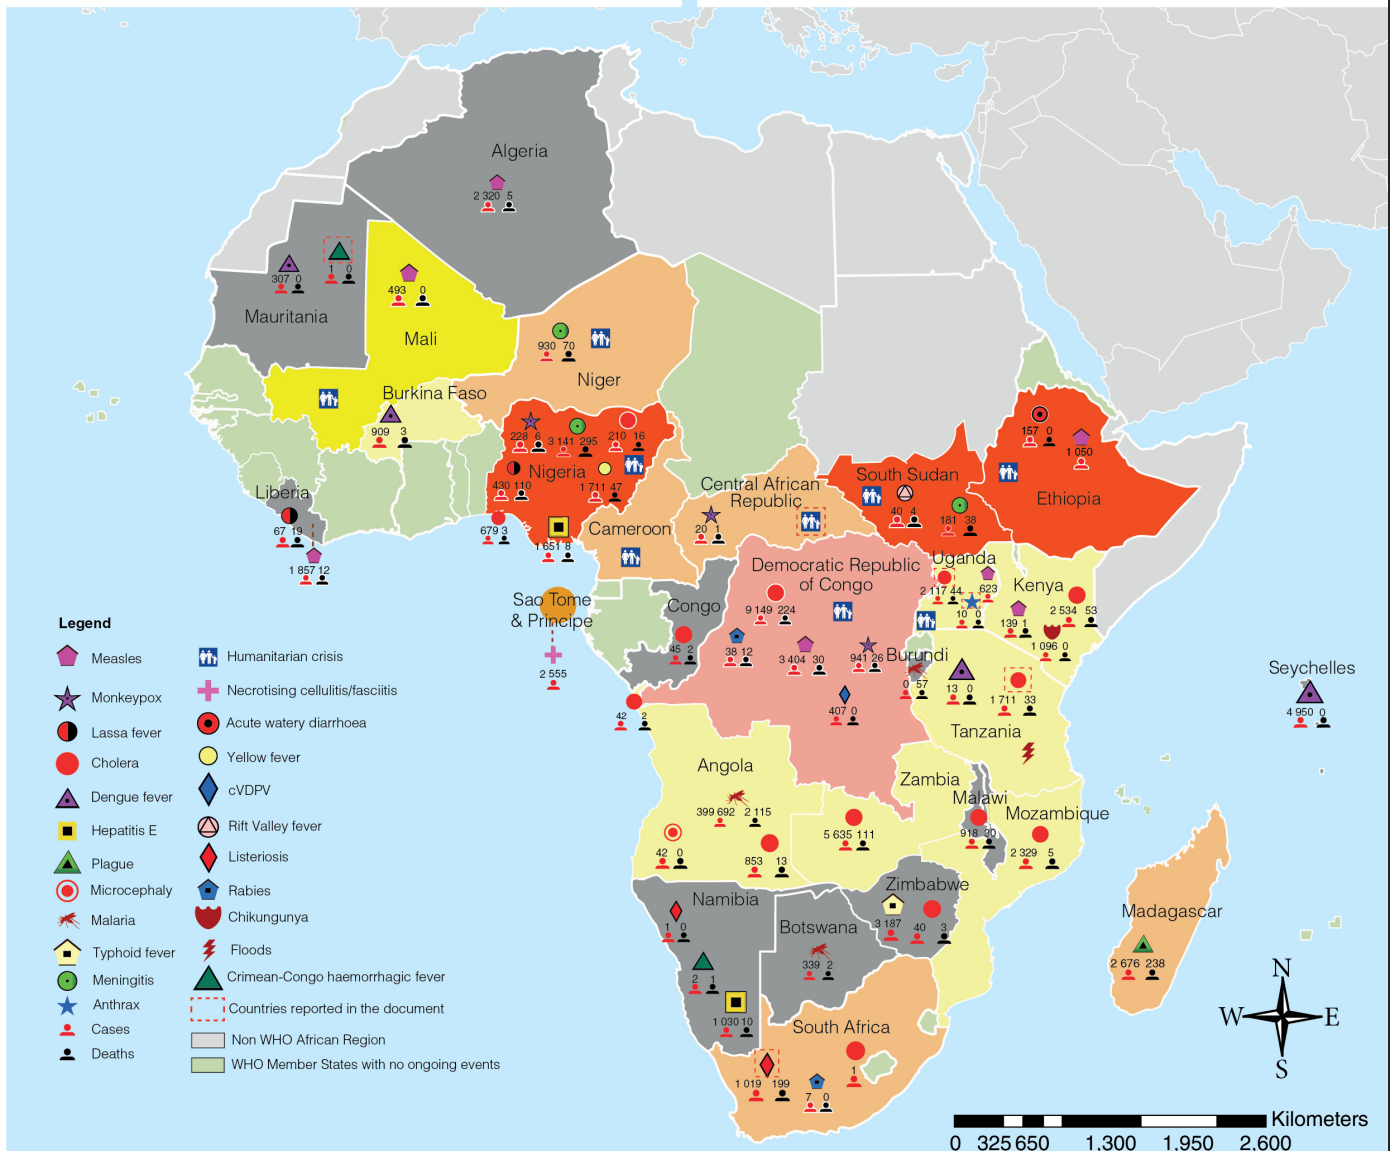 Algeria
2 320 5
307 0
1 0
Mauritania
493 0
Mali
930 70
Niger
Burkina Faso
909 3
228 6
3 141 295
210 16
Nigeria
430 110
1 711 47
679 3
1 651 8
Liberia
67 19
1 857 12
Cameroon
Central African
Republic
20 1
South Sudan
40 4
181 38
157 0
1 050
Ethiopia
Democratic Republic
of Congo
9 149 224
38 12
3 404 30
941 26
407 0
Uganda
2 117 44
623
10 0
Kenya
2 534 53
139 1
1 096 0
Sao Tome
& Principe
2 555
Congo
45 2
42 2
Burundi
0 57
13 0
1 711 33
Tanzania
Seychelles
4 950 0
Angola
399 692 2 115
42 0
853 13
Zambia
5 635 111
Malawi
918 30
Mozambique
2 329 5
Namibia
1 0
2 1
1 030 10
Botswana
339 2
Zimbabwe
3 187
40 3
Madagascar
2 676 238
South Africa
1 019 199
7 0
1
Legend
Measles
Monkeypox
Lassa fever
Cholera
Dengue fever
Hepatitis E
Plague
Microcephaly
Malaria
Typhoid fever
Meningitis
Anthrax
Cases
Deaths
Humanitarian crisis
Necrotising cellulitis/fasciitis
Acute watery diarrhoea
Yellow fever
cVDPV
Rift Valley fever
Listeriosis
Rabies
Chikungunya
Floods
Crimean-Congo haemorrhagic fever
Countries reported in the document
Non WHO African Region
WHO Member States with no ongoing events
N
W E
S
Kilometers
0 325 650 1,300 1,950 2,600